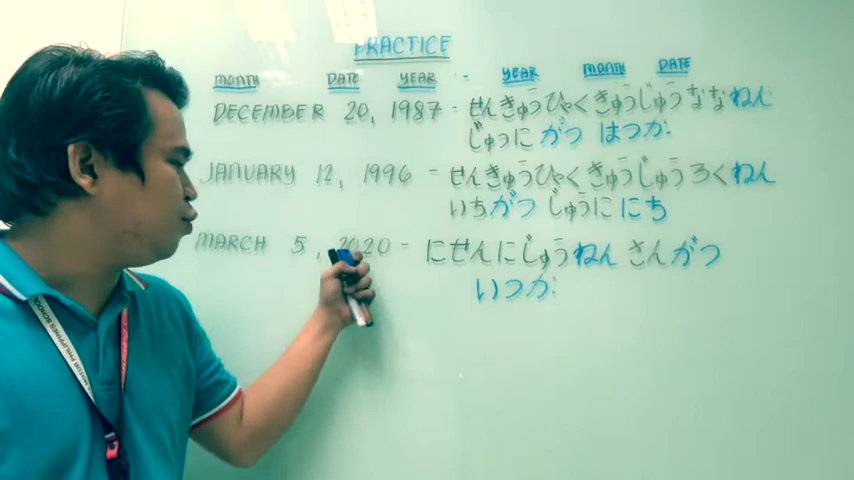 PRACTICE
MONTH DATE YEAR = YEAR MONTH DATE
DECEMBER 20, 1987 = せんきゅうひゃくきゅうじゅうななねん
じゅうにがつ はつか.
JANUARY 12, 1996 = せんきゅうひゃくきゅうじゅうろくねん
いちがつ じゅうににち
MARCH 5, 2020 = にせんにじゅうねん さんがつ
いつか.
MOTOR PHILIPPINES SCHOOL